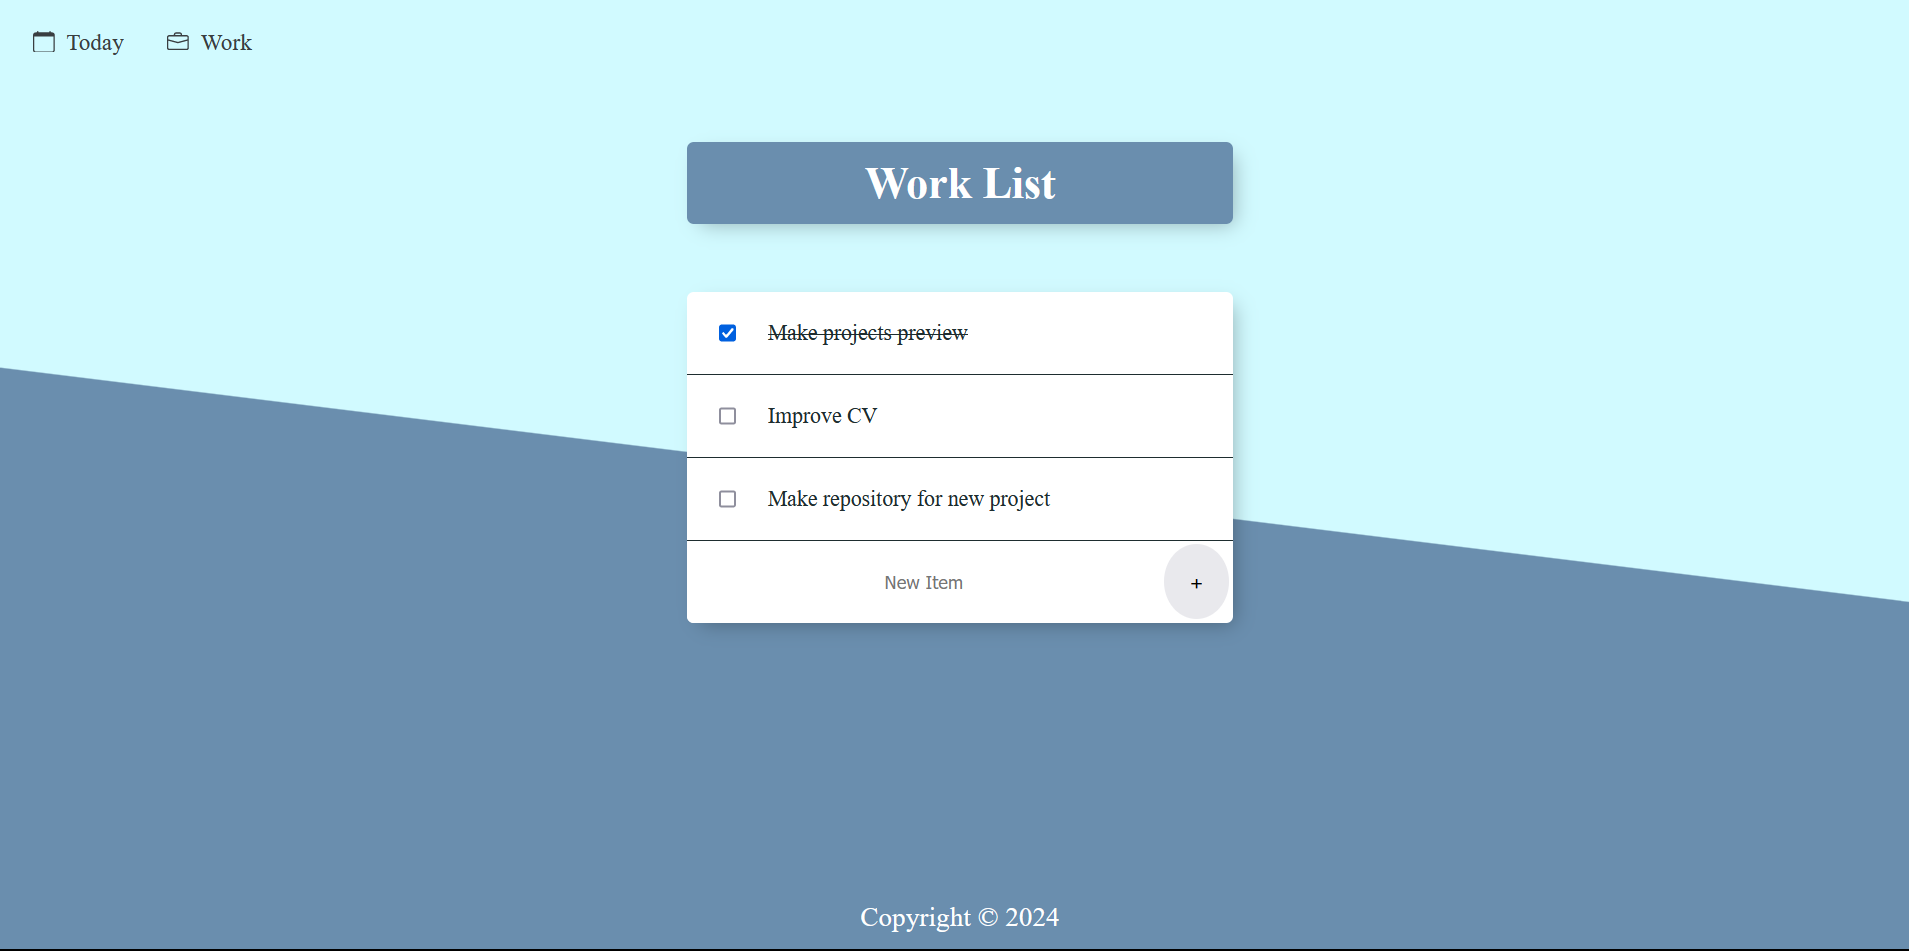 Today Work
Work List
Make projects preview
Improve CV
Make repository for new project
New Item +
Copyright © 2024